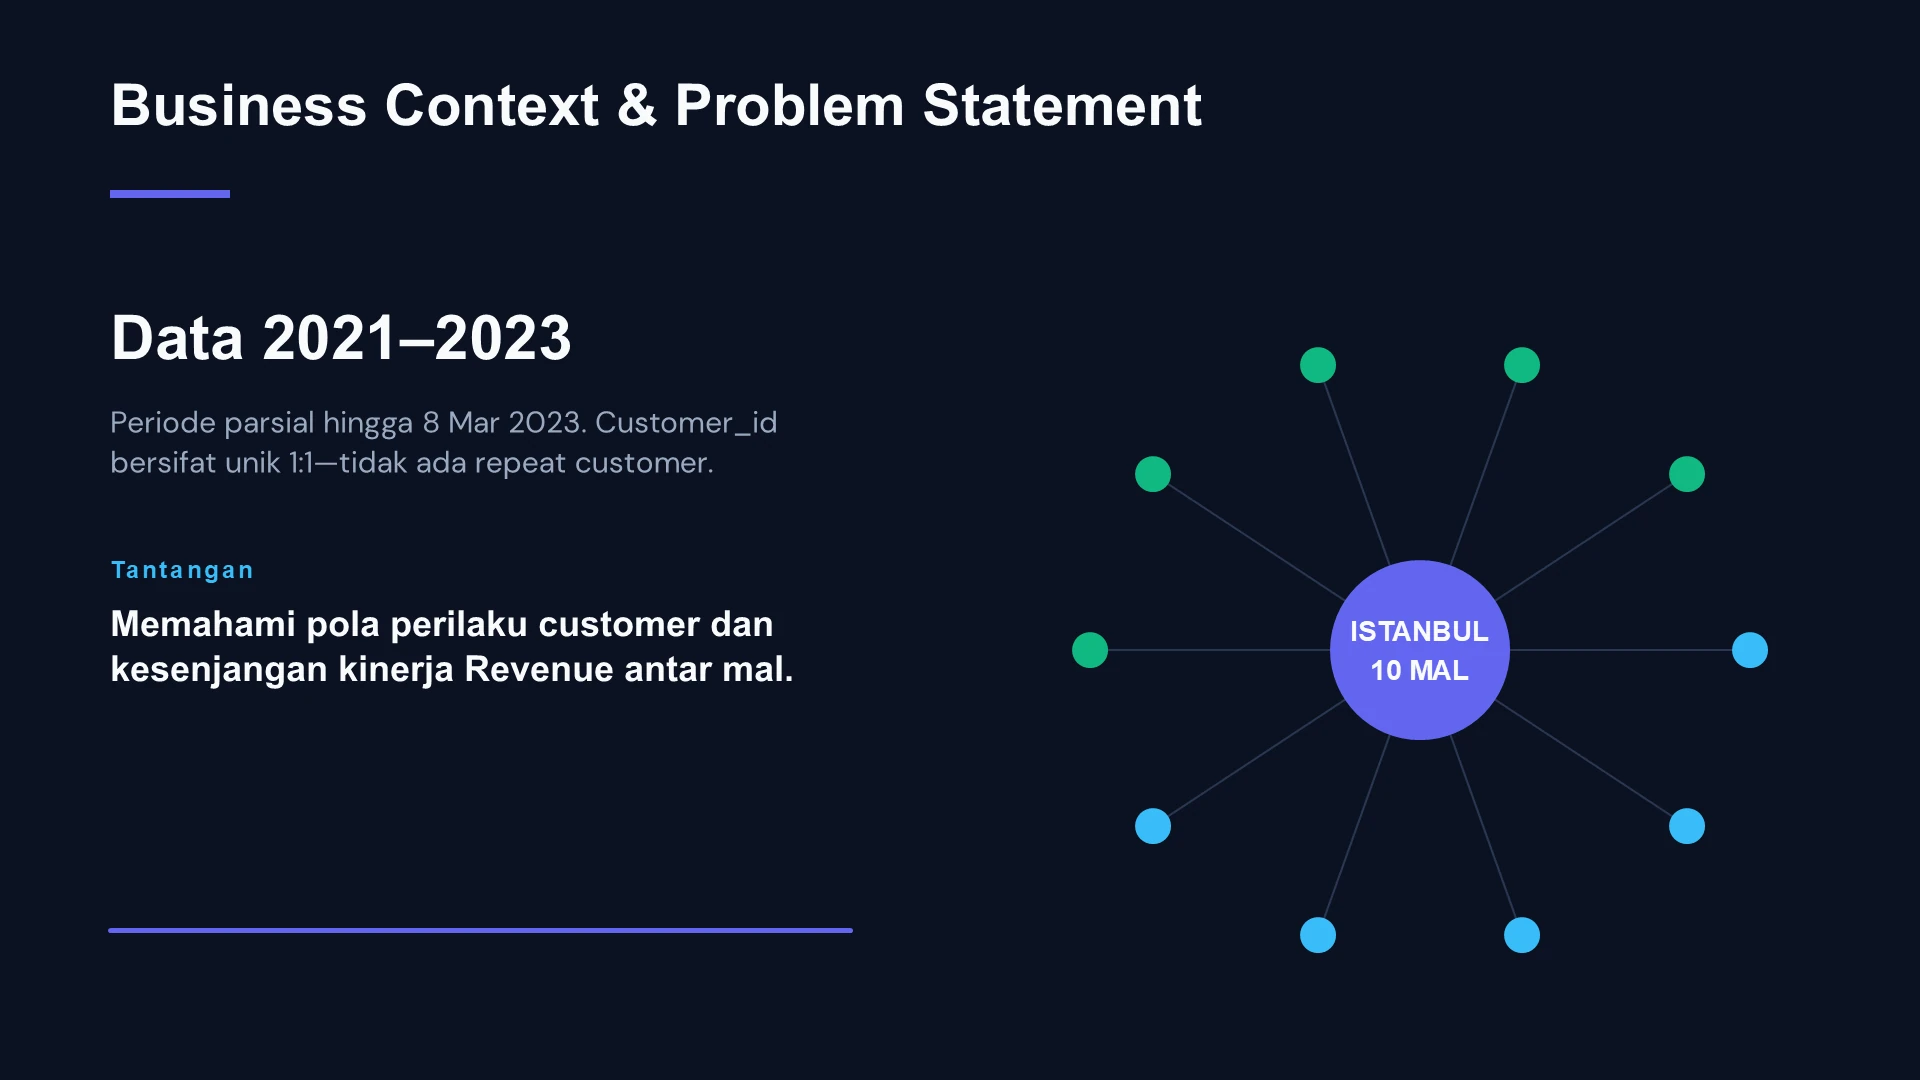 Business Context & Problem Statement
Data 2021–2023
Periode parsial hingga 8 Mar 2023. Customer_id
bersifat unik 1:1—tidak ada repeat customer.
Tantangan
Memahami pola perilaku customer dan
kesenjangan kinerja Revenue antar mal.
ISTANBUL
10 MAL